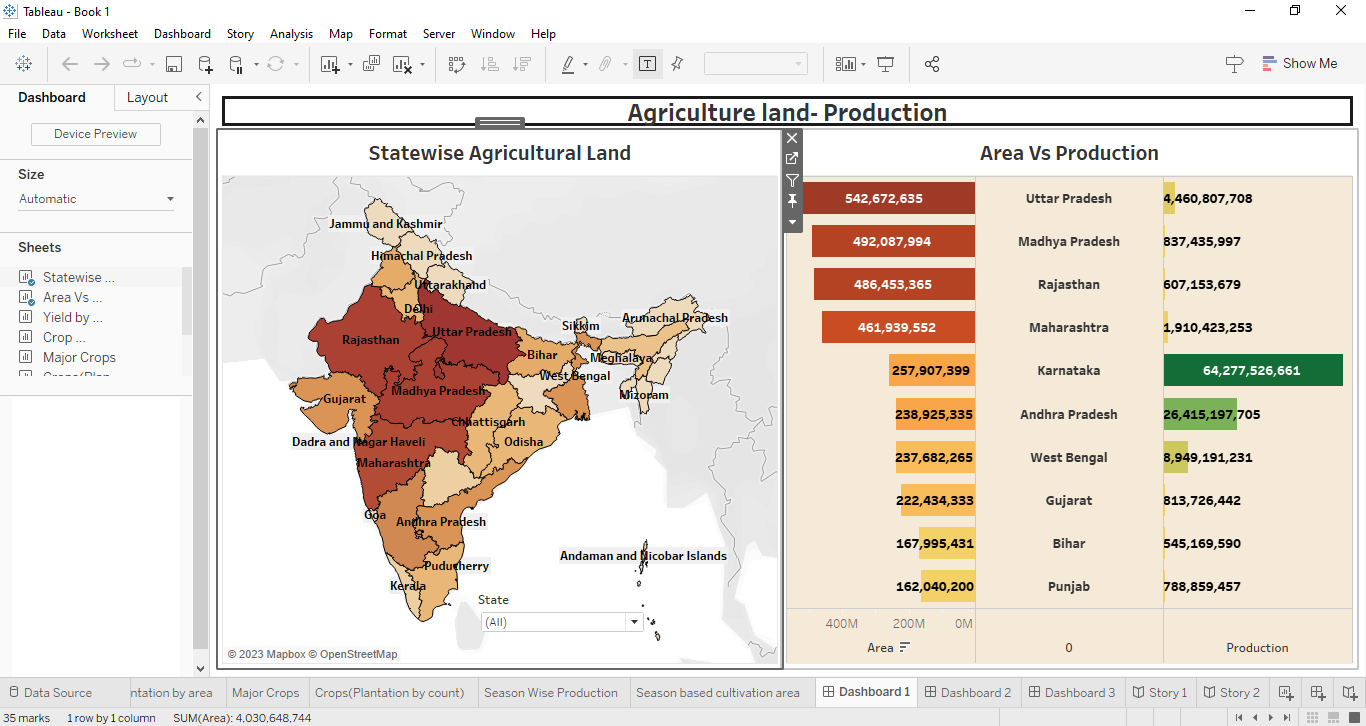 Tableau - Book 1
File Data Worksheet Dashboard Story Analysis Map Format Server Window Help
Show Me
Dashboard Layout
Device Preview
Size
Automatic
Sheets
Statewise ...
Area Vs ...
Yield by ...
Crop ...
Major Crops
Agriculture land- Production
Statewise Agricultural Land
Jammu and Kashmir
Himachal Pradesh
Uttarakhand
Delhi
Arunachal Pradesh
Sikkim
Uttar Pradesh
Rajasthan
Bihar
Meghalaya
West Bengal
Madhya Pradesh
Mizoram
Gujarat
Chhattisgarh
Dadra and Nagar Haveli
Odisha
Maharashtra
Goa
Andhra Pradesh
Andaman and Nicobar Islands
Puducherry
Kerala
State
(All)
© 2023 Mapbox © OpenStreetMap
Area Vs Production
542,672,635 Uttar Pradesh 4,460,807,708
492,087,994 Madhya Pradesh 837,435,997
486,453,365 Rajasthan 607,153,679
461,939,552 Maharashtra 1,910,423,253
257,907,399 Karnataka 64,277,526,661
238,925,335 Andhra Pradesh 26,415,197,705
237,682,265 West Bengal 8,949,191,231
222,434,333 Gujarat 813,726,442
167,995,431 Bihar 545,169,590
162,040,200 Punjab 788,859,457
400M 200M 0M
Area 0 Production
Data Source ntation by area Major Crops Crops(Plantation by count) Season Wise Production Season based cultivation area Dashboard 1 Dashboard 2 Dashboard 3 Story 1 Story 2
35 marks 1 row by 1 column SUM(Area): 4,030,648,744